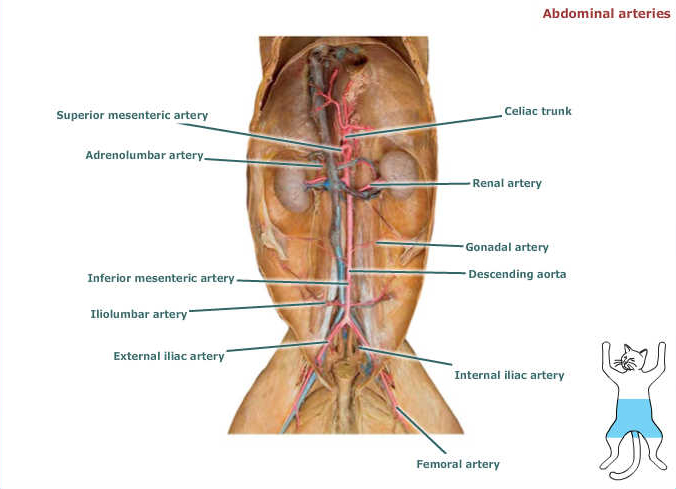 Abdominal arteries
Superior mesenteric artery
Celiac trunk
Adrenolumbar artery
Renal artery
Gonadal artery
Descending aorta
Inferior mesenteric artery
Iliolumbar artery
External iliac artery
Internal iliac artery
Femoral artery